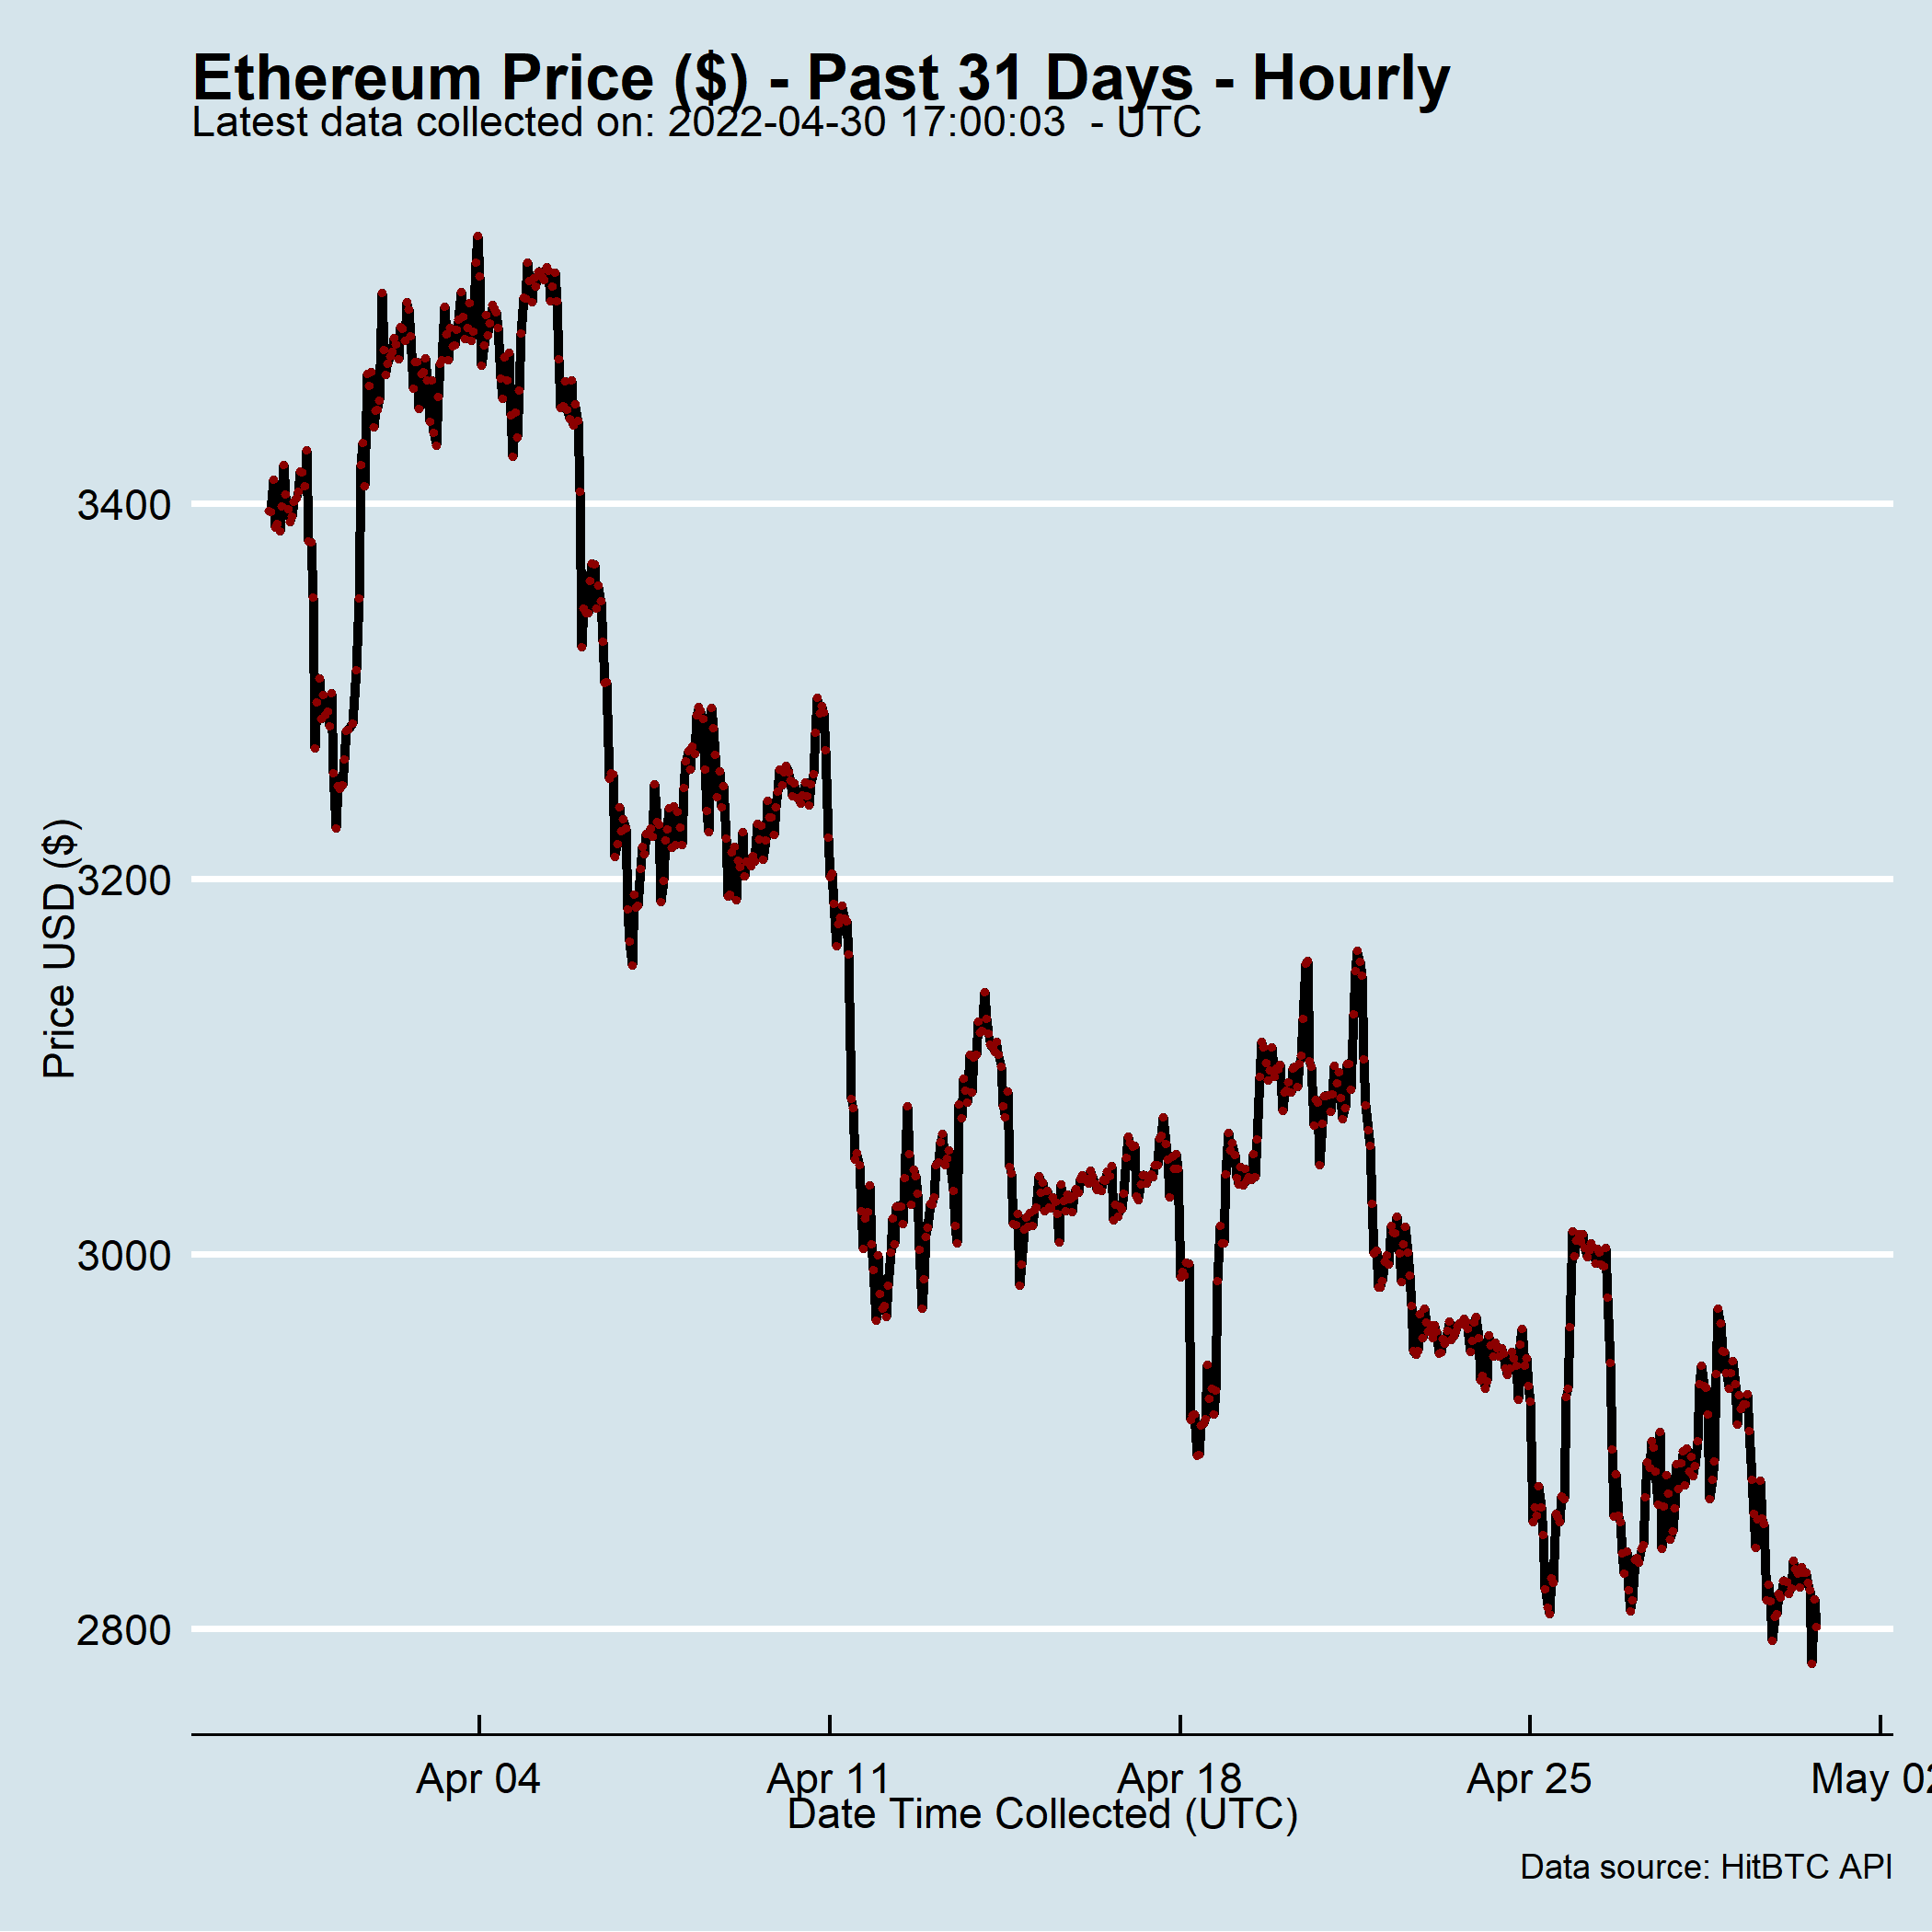 Ethereum Price ($) - Past 31 Days - Hourly
Latest data collected on: 2022-04-30 17:00:03  - UTC
3400
3200
3000
2800
Price USD ($)
Apr 04
Apr 11
Apr 18
Apr 25
May 02
Date Time Collected (UTC)
Data source: HitBTC API